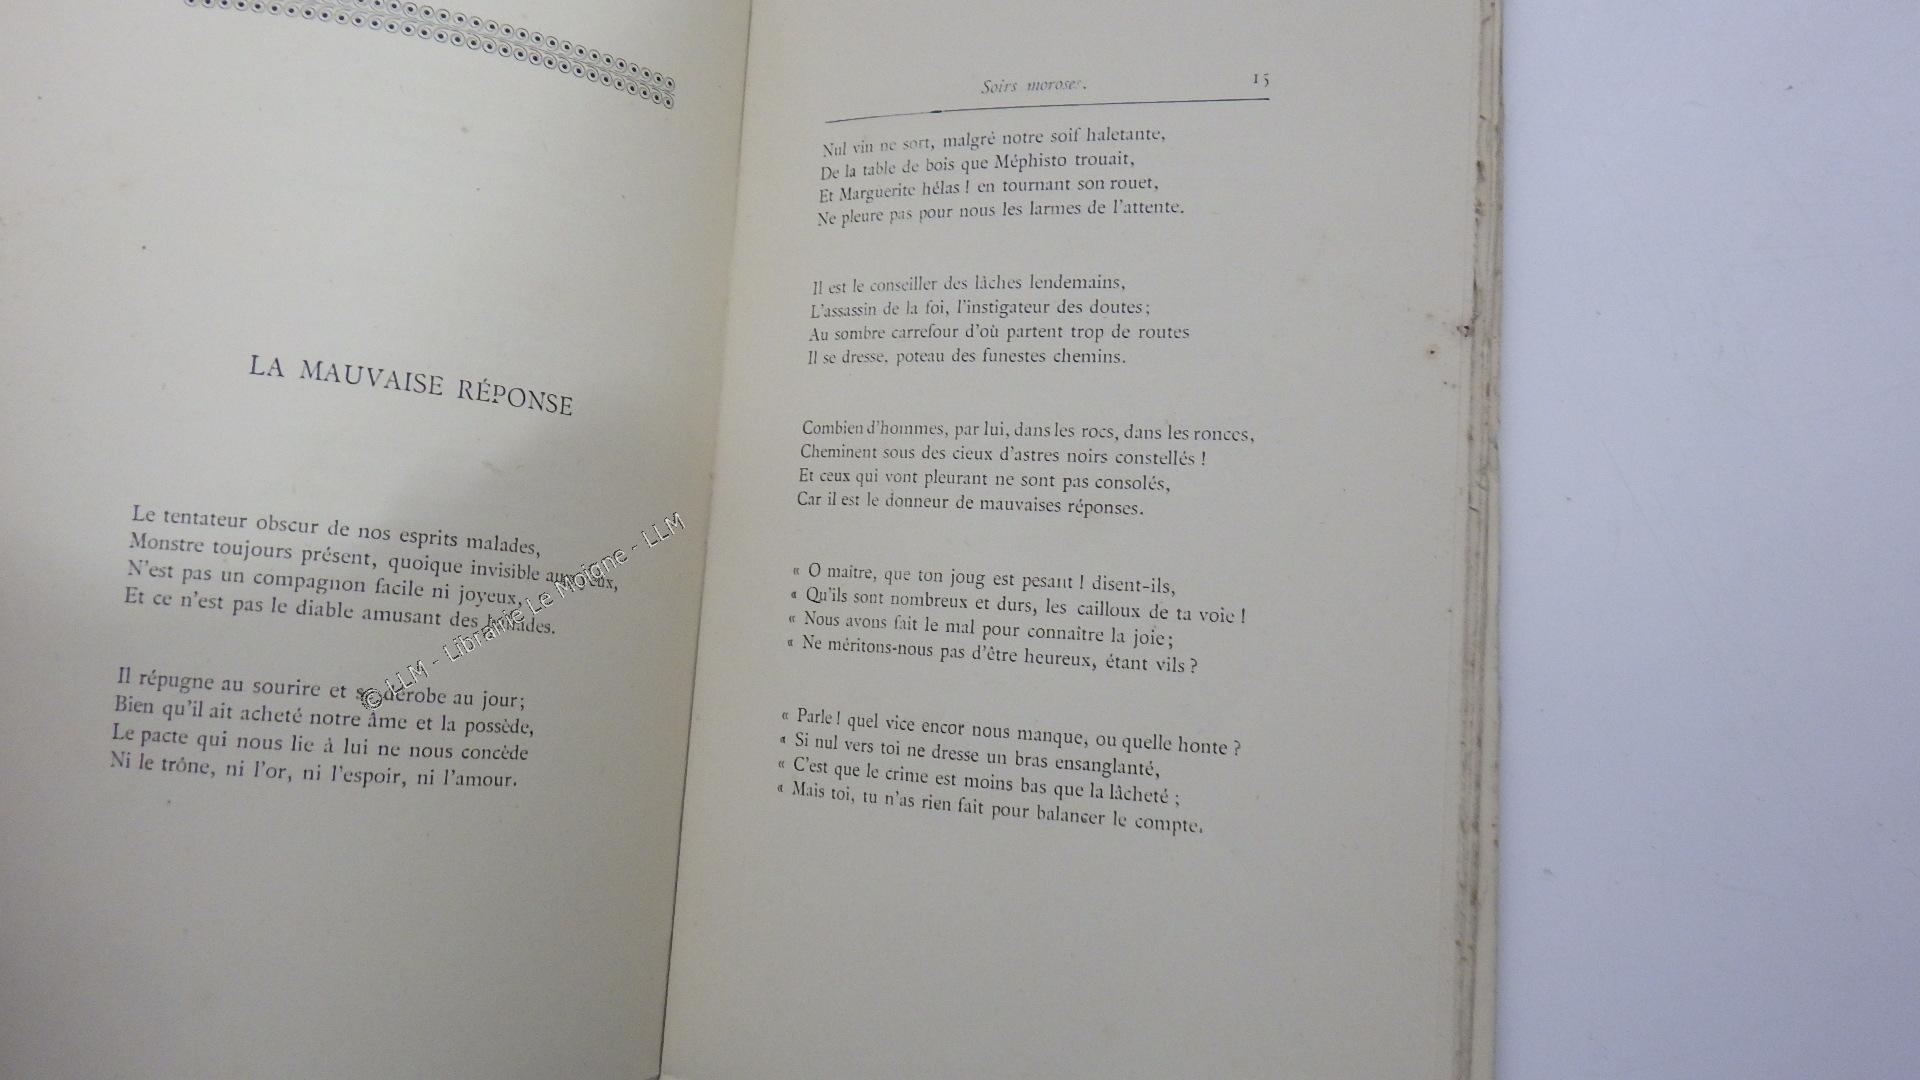 LA MAUVAISE RÉPONSE
Le tentateur obscur de nos esprits malades,
Monstre toujours présent, quoique invisible aux yeux,
N'est pas un compagnon facile ni joyeux,
Et ce n'est pas le diable amusant des ballades.
Il répugne au sourire et se dérobe au jour;
Bien qu'il ait acheté notre âme et la possède,
Le pacte qui nous lie à lui ne nous concède
Ni le trône, ni l'or, ni l'espoir, ni l'amour.
© LLM - Librairie Le Moigne - LLM
Soirs moroses. 15
Nul vin ne sort, malgré notre soif haletante,
De la table de bois que Méphisto trouait,
Et Marguerite hélas ! en tournant son rouet,
Ne pleure pas pour nous les larmes de l'attente.
Il est le conseiller des lâches lendemains,
L'assassin de la foi, l'instigateur des doutes;
Au sombre carrefour d'où partent trop de routes
Il se dresse, poteau des funestes chemins.
Combien d'hommes, par lui, dans les rocs, dans les ronces,
Cheminent sous des cieux d'astres noirs constellés !
Et ceux qui vont pleurant ne sont pas consolés,
Car il est le donneur de mauvaises réponses.
« O maître, que ton joug est pesant ! disent-ils,
« Qu'ils sont nombreux et durs, les cailloux de ta voie !
« Nous avons fait le mal pour connaître la joie;
« Ne méritons-nous pas d'être heureux, étant vils ?
« Parle ! quel vice encor nous manque, ou quelle honte ?
« Si nul vers toi ne dresse un bras ensanglanté,
« C'est que le crime est moins bas que la lâcheté ;
« Mais toi, tu n'as rien fait pour balancer le compte.